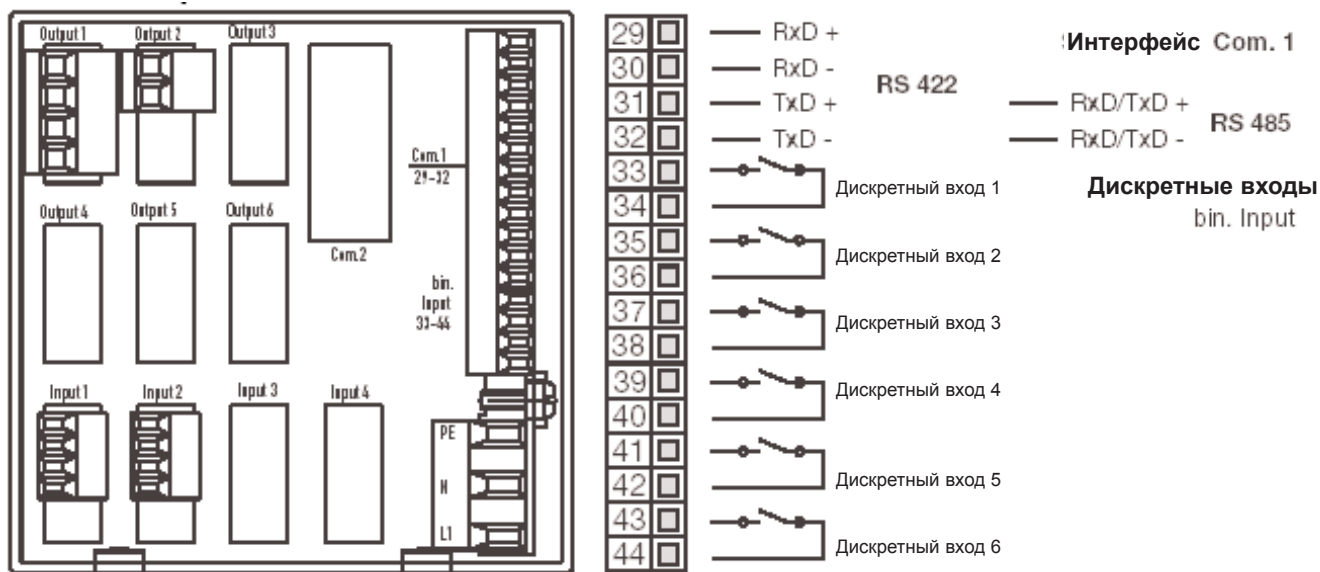 Output 1 Output 2 Output 3
Com.1
29-32
Output 4 Output 5 Output 6
Com.2
bin.
Input
33-44
Input 1 Input 2 Input 3 Input 4
PE
N
L1
29 RxD +
30 RxD -
31 TxD +
32 TxD -
RS 422
Интерфейс Com. 1
RxD/TxD +
RxD/TxD -
RS 485
33
34
Дискретный вход 1
Дискретные входы
bin. Input
35
36
Дискретный вход 2
37
38
Дискретный вход 3
39
40
Дискретный вход 4
41
42
Дискретный вход 5
43
44
Дискретный вход 6